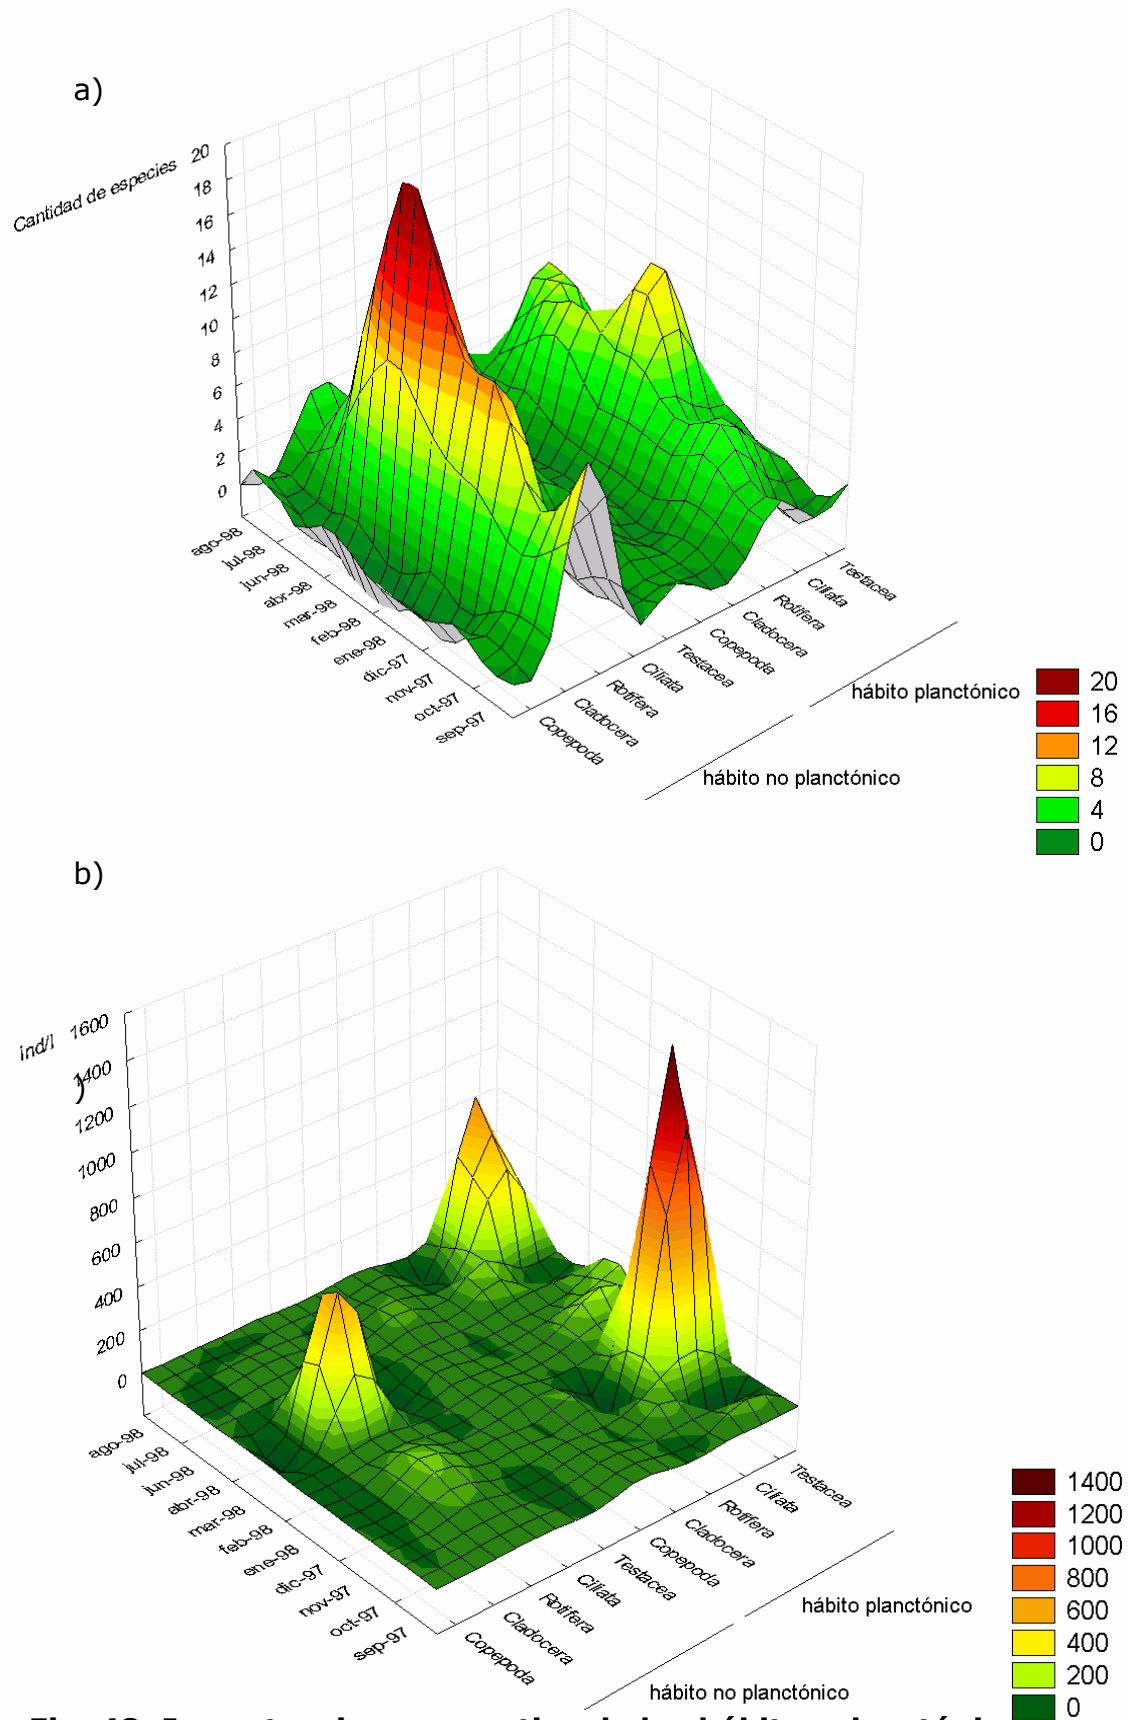 a)
Cantidad de especies
20
18
16
14
12
10
8
6
4
2
0
ago-98
jul-98
jun-98
abr-98
mar-98
feb-98
ene-98
dic-97
nov-97
oct-97
sep-97
Copepoda
Cladocera
Rotifera
Ciliata
Testacea
Copepoda
Cladocera
Rotifera
Ciliata
Testacea
hábito planctónico
hábito no planctónico
20
16
12
8
4
0
b)
ind/l
)
1600
1400
1200
1000
800
600
400
200
0
ago-98
jul-98
jun-98
abr-98
mar-98
feb-98
ene-98
dic-97
nov-97
oct-97
sep-97
Copepoda
Cladocera
Rotifera
Ciliata
Testacea
Copepoda
Cladocera
Rotifera
Ciliata
Testacea
hábito planctónico
hábito no planctónico
1400
1200
1000
800
600
400
200
0